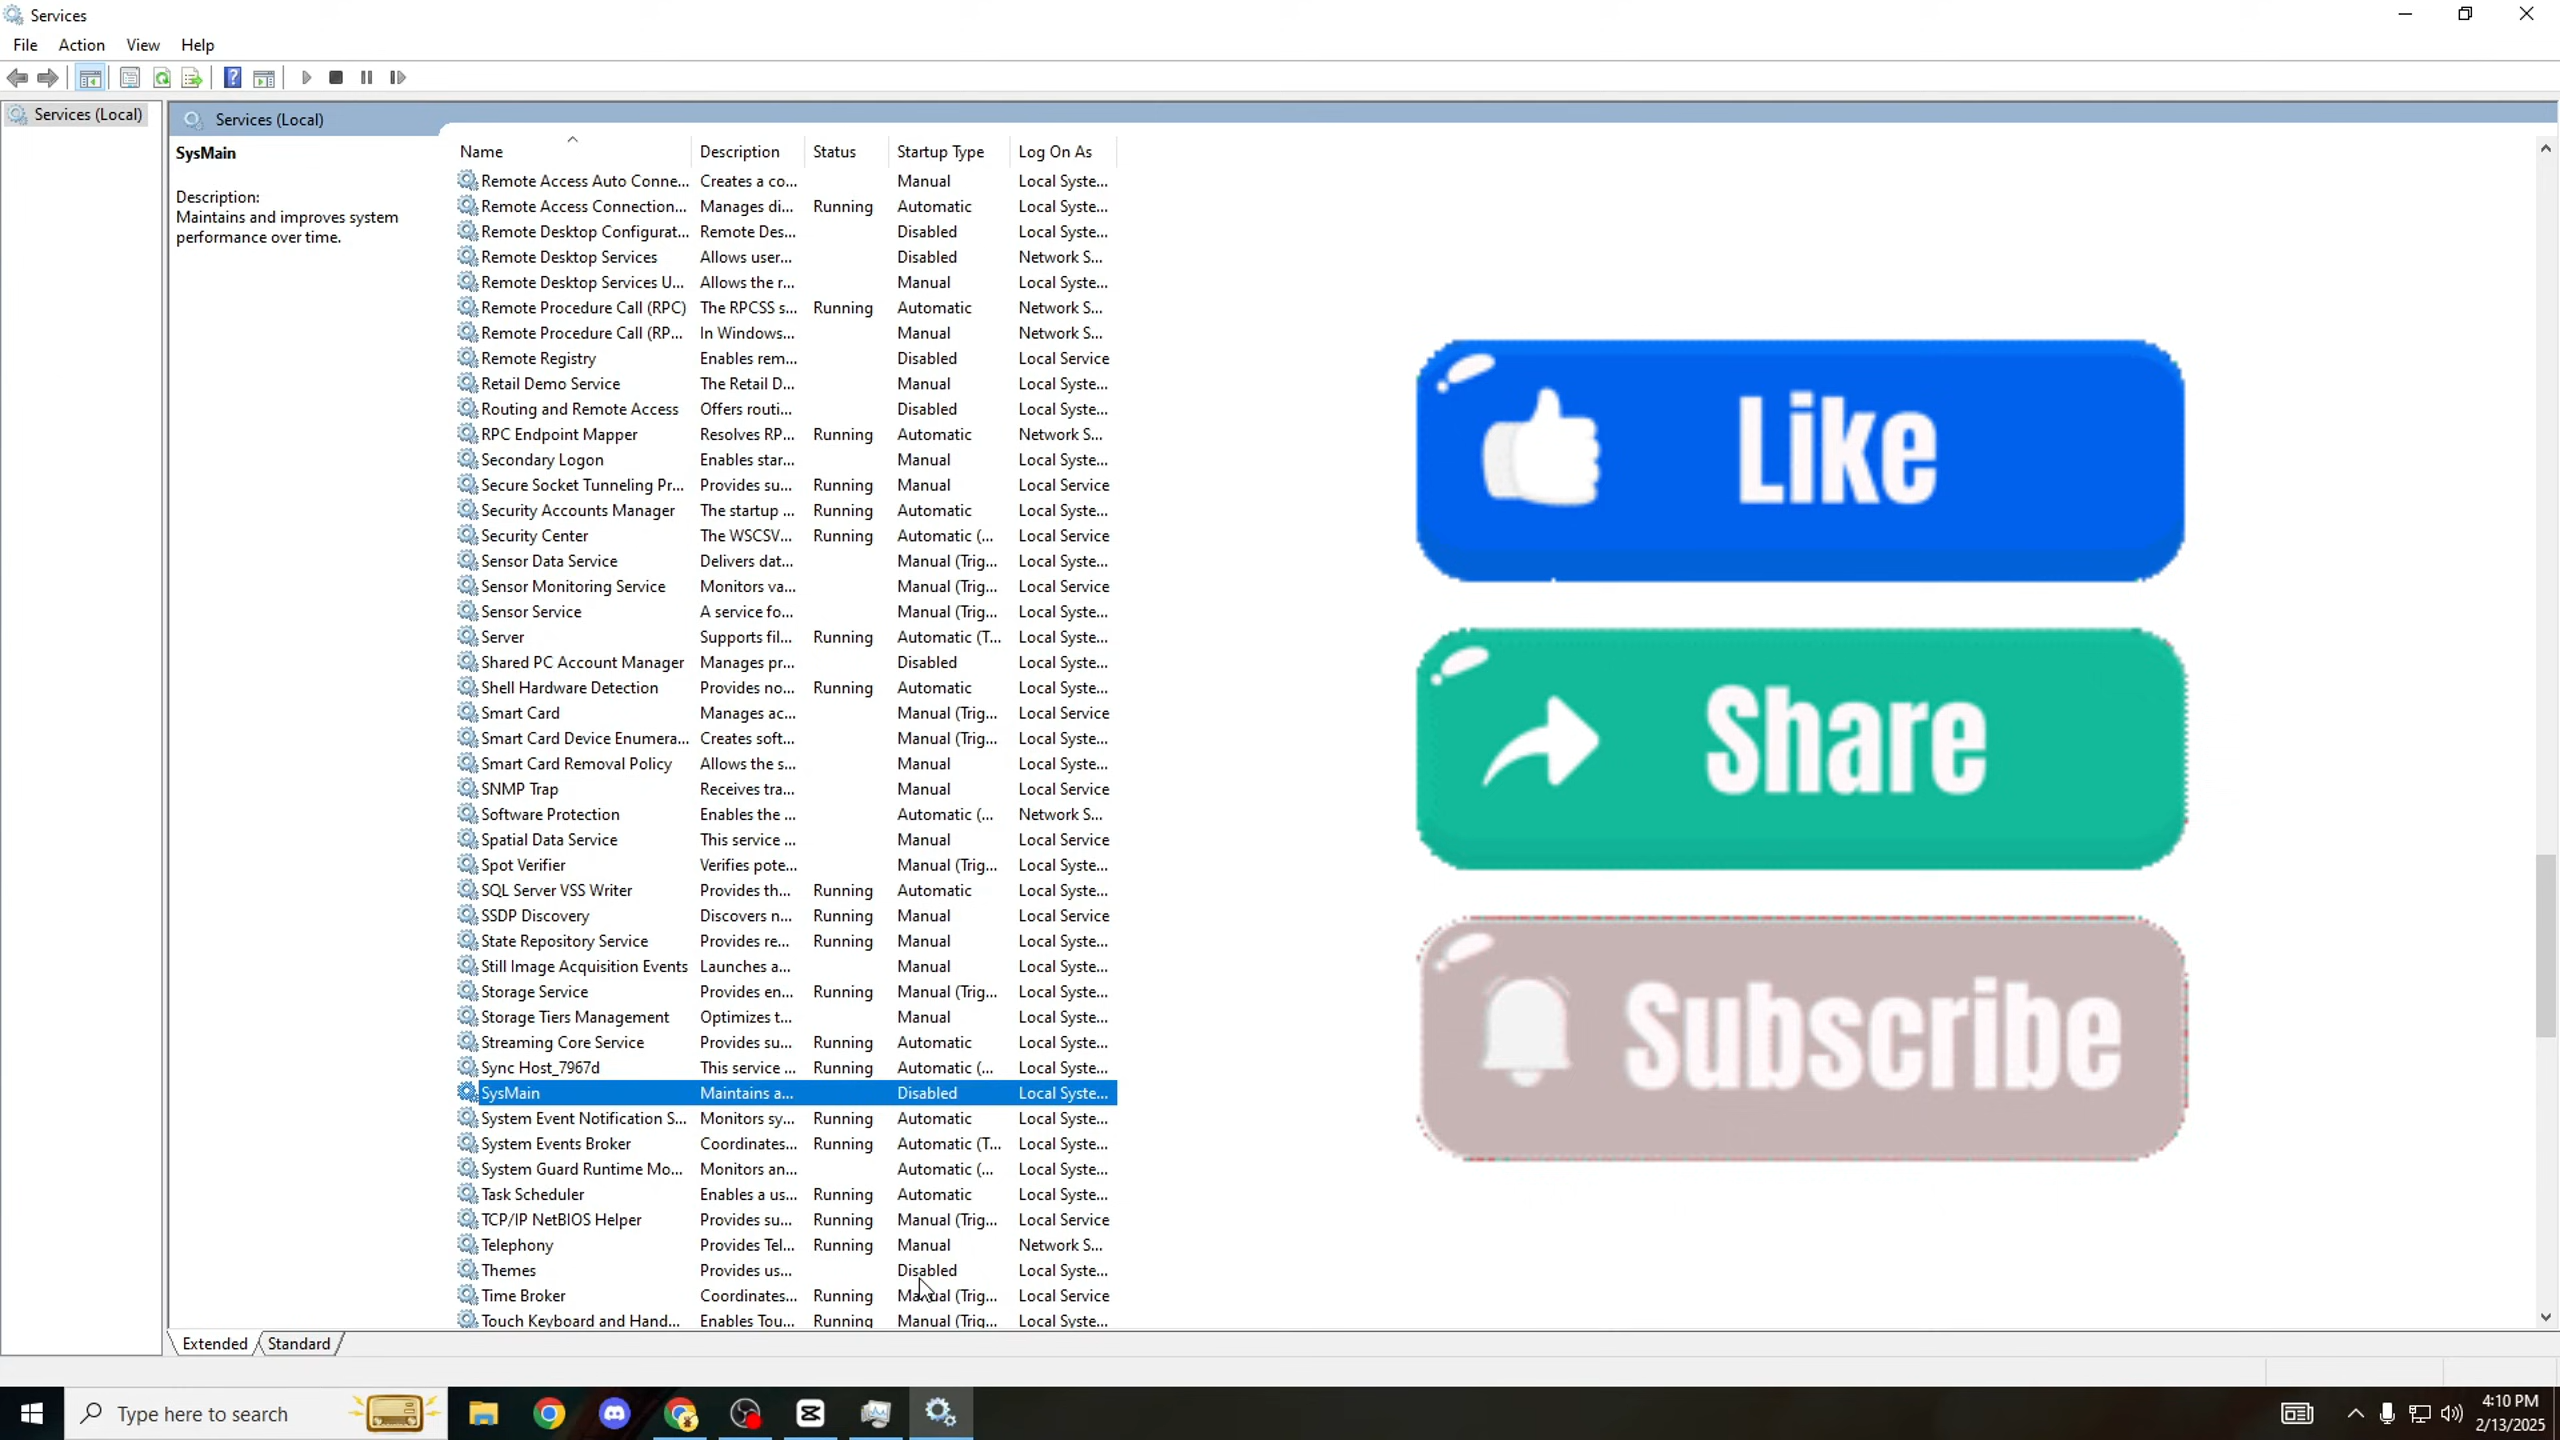 Services
File Action View Help
Services (Local)
Services (Local)
SysMain
Description:
Maintains and improves system
performance over time.
Name Description Status Startup Type Log On As
Remote Access Auto Conne... Creates a co... Manual Local Syste...
Remote Access Connection... Manages di... Running Automatic Local Syste...
Remote Desktop Configurat... Remote Des... Disabled Local Syste...
Remote Desktop Services Allows user... Disabled Network S...
Remote Desktop Services U... Allows the r... Manual Local Syste...
Remote Procedure Call (RPC) The RPCSS s... Running Automatic Network S...
Remote Procedure Call (RP... In Windows... Manual Network S...
Remote Registry Enables rem... Disabled Local Service
Retail Demo Service The Retail D... Manual Local Syste...
Routing and Remote Access Offers routi... Disabled Local Syste...
RPC Endpoint Mapper Resolves RP... Running Automatic Network S...
Secondary Logon Enables star... Manual Local Syste...
Secure Socket Tunneling Pr... Provides su... Running Manual Local Service
Security Accounts Manager The startup ... Running Automatic Local Syste...
Security Center The WSCSV... Running Automatic (... Local Service
Sensor Data Service Delivers dat... Manual (Trig... Local Syste...
Sensor Monitoring Service Monitors va... Manual (Trig... Local Service
Sensor Service A service fo... Manual (Trig... Local Syste...
Server Supports fil... Running Automatic (T... Local Syste...
Shared PC Account Manager Manages pr... Disabled Local Syste...
Shell Hardware Detection Provides no... Running Automatic Local Syste...
Smart Card Manages ac... Manual (Trig... Local Service
Smart Card Device Enumera... Creates soft... Manual (Trig... Local Syste...
Smart Card Removal Policy Allows the s... Manual Local Syste...
SNMP Trap Receives tra... Manual Local Service
Software Protection Enables the ... Automatic (... Network S...
Spatial Data Service This service ... Manual Local Service
Spot Verifier Verifies pote... Manual (Trig... Local Syste...
SQL Server VSS Writer Provides th... Running Automatic Local Syste...
SSDP Discovery Discovers n... Running Manual Local Service
State Repository Service Provides re... Running Manual Local Syste...
Still Image Acquisition Events Launches a... Manual Local Syste...
Storage Service Provides en... Running Manual (Trig... Local Syste...
Storage Tiers Management Optimizes t... Manual Local Syste...
Streaming Core Service Provides su... Running Automatic Local Syste...
Sync Host_7967d This service ... Running Automatic (... Local Syste...
SysMain Maintains a... Disabled Local Syste...
System Event Notification S... Monitors sy... Running Automatic Local Syste...
System Events Broker Coordinates... Running Automatic (T... Local Syste...
System Guard Runtime Mo... Monitors an... Automatic (... Local Syste...
Task Scheduler Enables a us... Running Automatic Local Syste...
TCP/IP NetBIOS Helper Provides su... Running Manual (Trig... Local Service
Telephony Provides Tel... Running Manual Network S...
Themes Provides us... Disabled Local Syste...
Time Broker Coordinates... Running Manual (Trig... Local Service
Touch Keyboard and Hand... Enables Tou... Running Manual (Trig... Local Syste...
Like
Share
Subscribe
Extended Standard
Type here to search
4:10 PM
2/13/2025